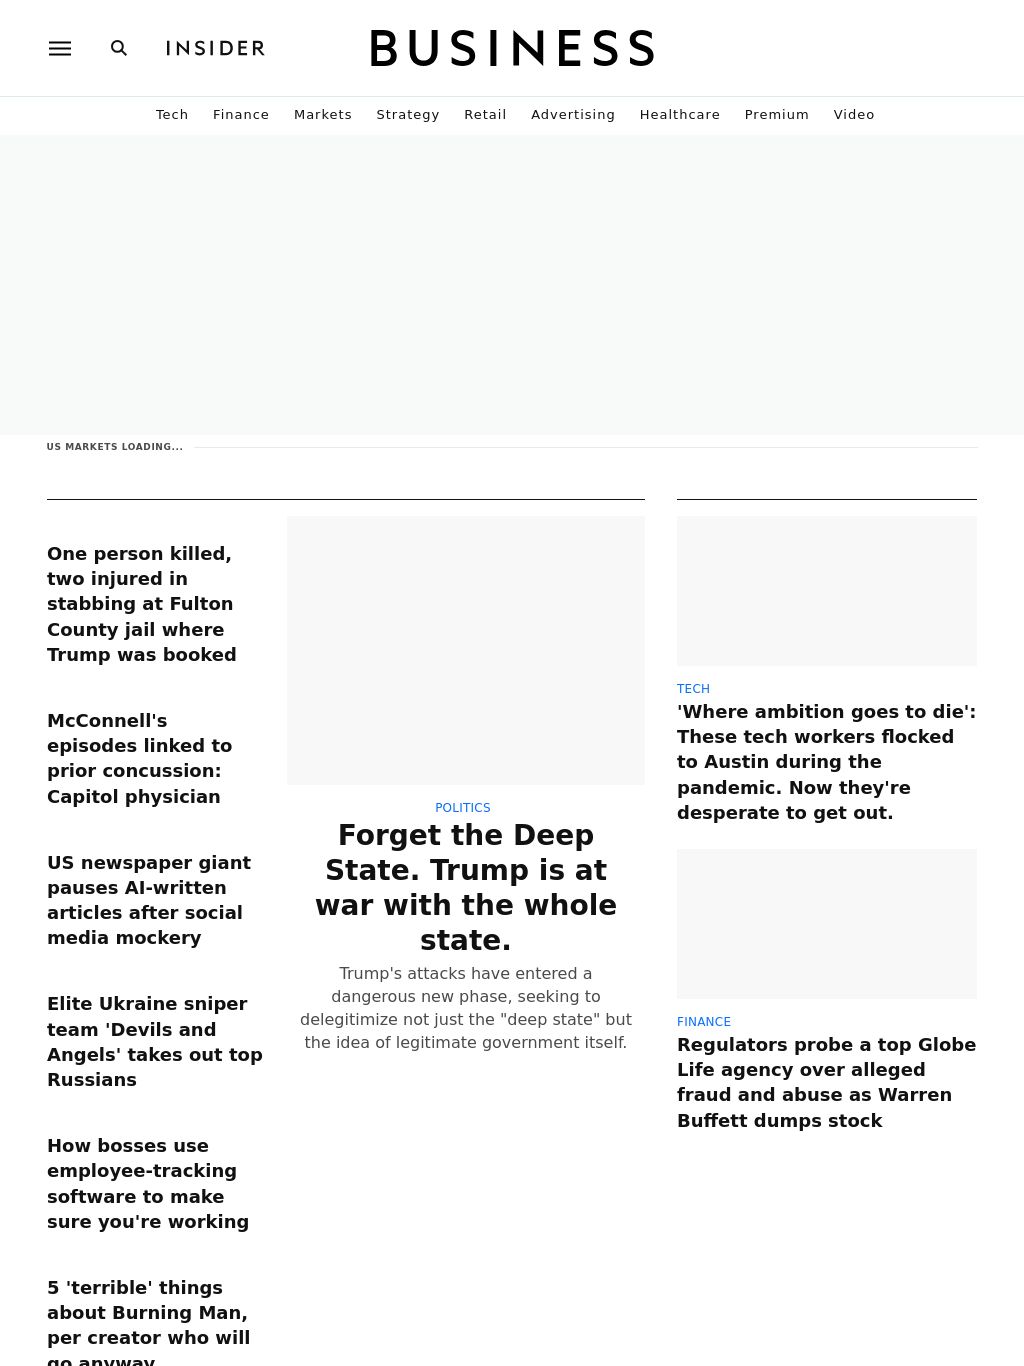 INSIDER
BUSINESS
Tech Finance Markets Strategy Retail Advertising Healthcare Premium Video
US MARKETS LOADING...
One person killed,
two injured in
stabbing at Fulton
County jail where
Trump was booked
McConnell's
episodes linked to
prior concussion:
Capitol physician
US newspaper giant
pauses AI-written
articles after social
media mockery
Elite Ukraine sniper
team 'Devils and
Angels' takes out top
Russians
How bosses use
employee-tracking
software to make
sure you're working
5 'terrible' things
about Burning Man,
per creator who will
go anyway
POLITICS
Forget the Deep
State. Trump is at
war with the whole
state.
Trump's attacks have entered a
dangerous new phase, seeking to
delegitimize not just the "deep state" but
the idea of legitimate government itself.
TECH
'Where ambition goes to die':
These tech workers flocked
to Austin during the
pandemic. Now they're
desperate to get out.
FINANCE
Regulators probe a top Globe
Life agency over alleged
fraud and abuse as Warren
Buffett dumps stock